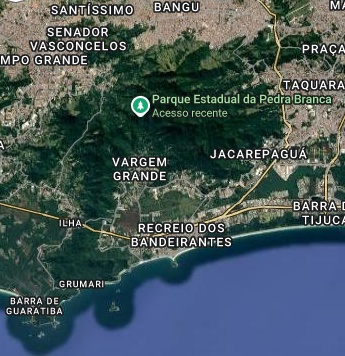 SANTÍSSIMO
BANGU
SENADOR
VASCONCELOS
MPO GRANDE
PRAÇA
TAQUARA
Parque Estadual da Pedra Branca
Acesso recente
VARGEM
GRANDE
JACAREPAGUÁ
BARRA D
TIJUCA
ILHA
RECREIO DOS
BANDEIRANTES
GRUMARI
BARRA DE
GUARATIBA